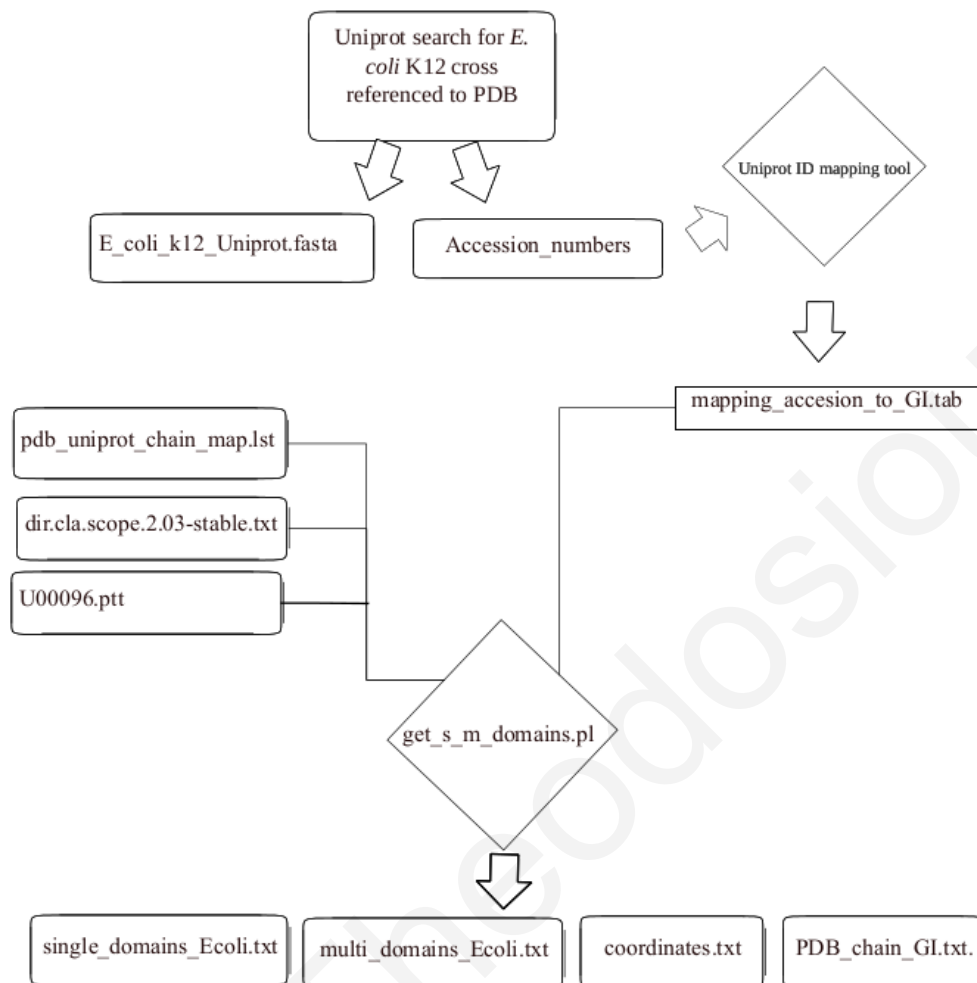 Uniprot search for E.
coli K12 cross
referenced to PDB
Uniprot ID mapping tool
E_coli_k12_Uniprot.fasta
Accession_numbers
mapping_accesion_to_GI.tab
pdb_uniprot_chain_map.lst
dir.cla.scope.2.03-stable.txt
U00096.ptt
get_s_m_domains.pl
single_domains_Ecoli.txt
multi_domains_Ecoli.txt
coordinates.txt
PDB_chain_GI.txt.